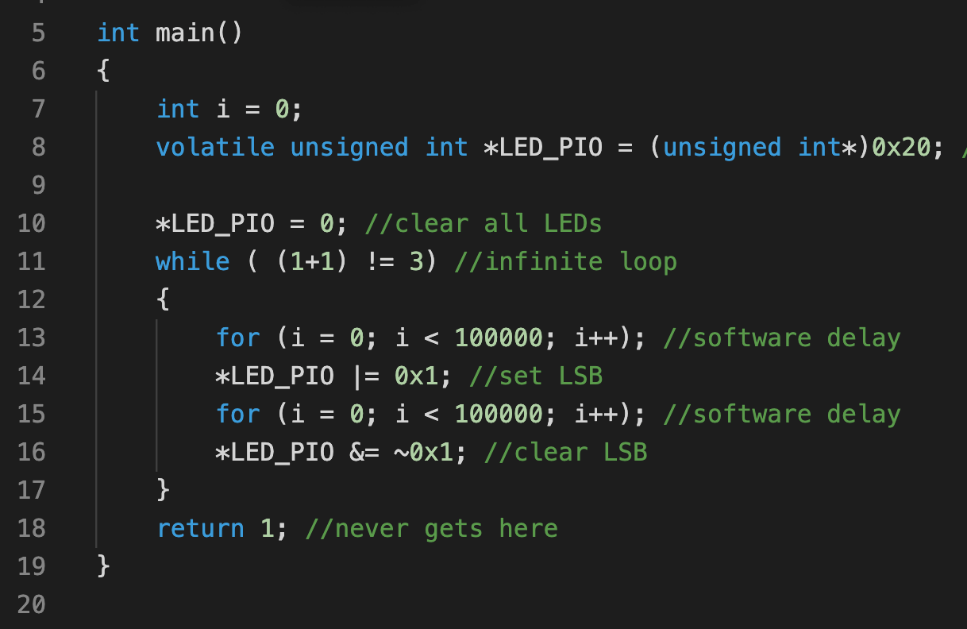 5 int main()
6 {
7 int i = 0;
8 volatile unsigned int *LED_PIO = (unsigned int*)0x20; /
9
10 *LED_PIO = 0; //clear all LEDs
11 while ( (1+1) != 3) //infinite loop
12 {
13 for (i = 0; i < 100000; i++); //software delay
14 *LED_PIO |= 0x1; //set LSB
15 for (i = 0; i < 100000; i++); //software delay
16 *LED_PIO &= ~0x1; //clear LSB
17 }
18 return 1; //never gets here
19 }
20